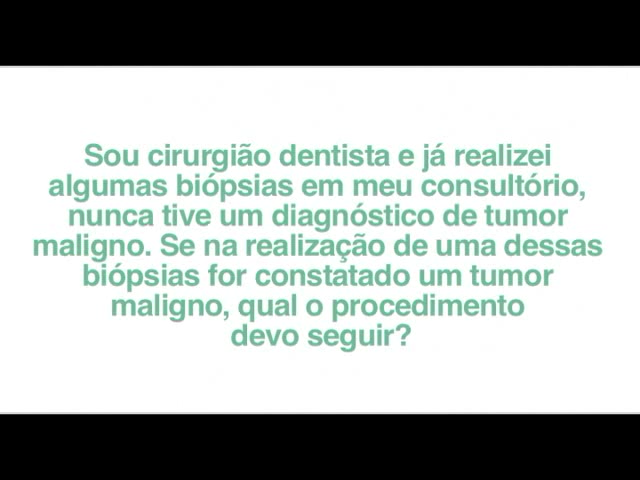 Sou cirurgião dentista e já realizei
algumas biópsias em meu consultório,
nunca tive um diagnóstico de tumor
maligno. Se na realização de uma dessas
biópsias for constatado um tumor
maligno, qual o procedimento
devo seguir?